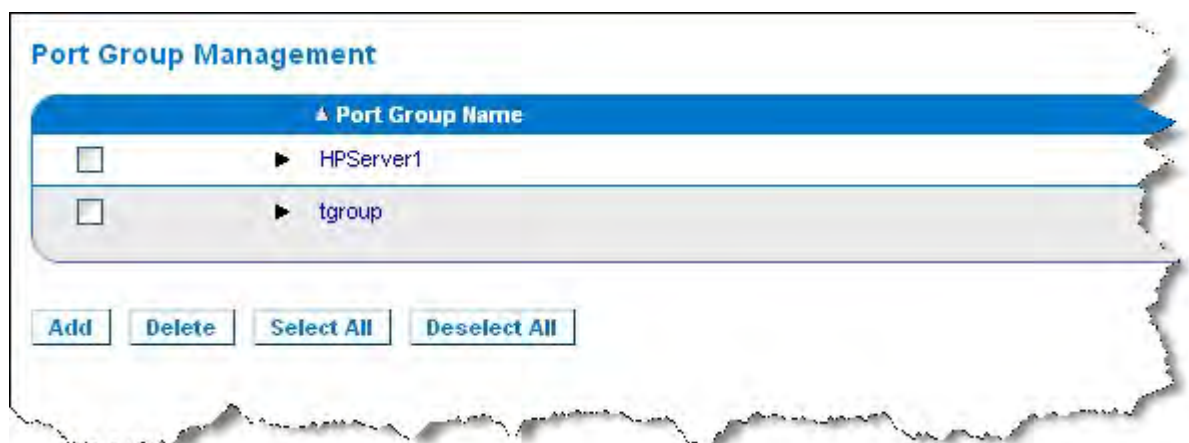 Port Group Management
▲ Port Group Name
► HPServer1
► tgroup
Add Delete Select All Deselect All